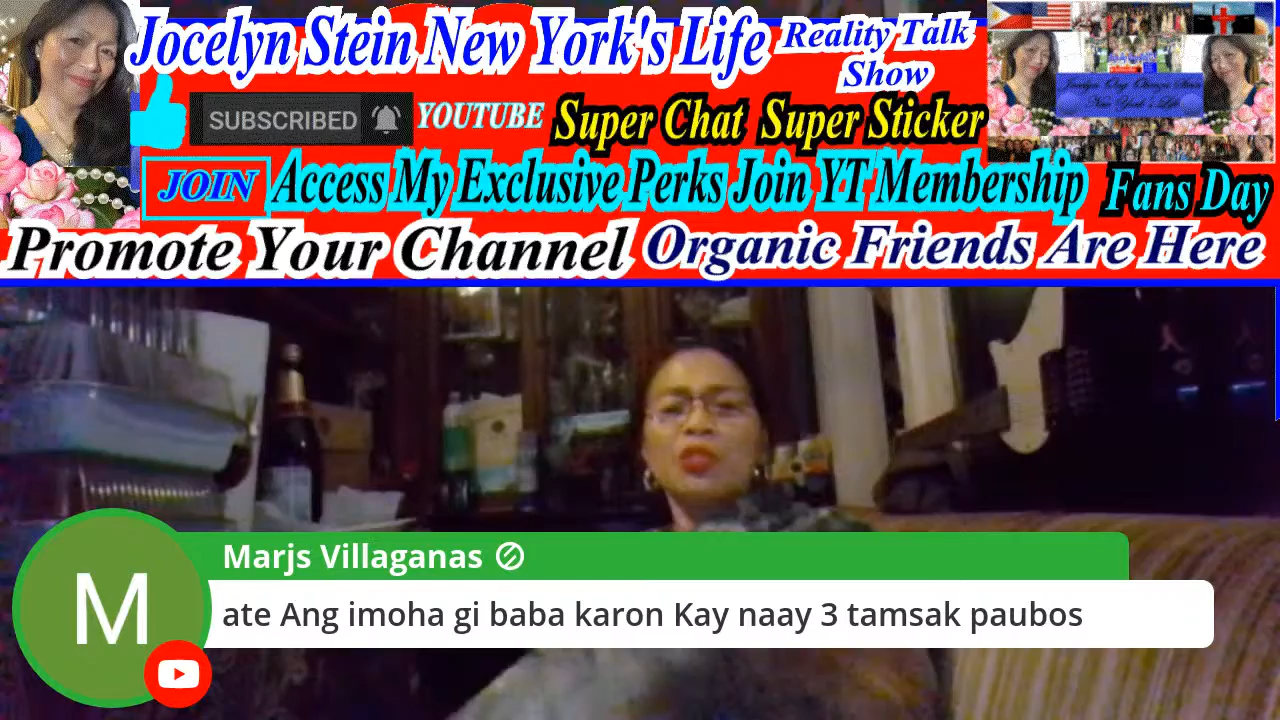 Jocelyn Stein New York's Life
Reality Talk
Show
SUBSCRIBED
YOUTUBE
Super Chat Super Sticker
JOIN
Access My Exclusive Perks Join YT Membership
Fans Day
Promote Your Channel
Organic Friends Are Here
Marjs Villaganas
M
ate Ang imoha gi baba karon Kay naay 3 tamsak paubos